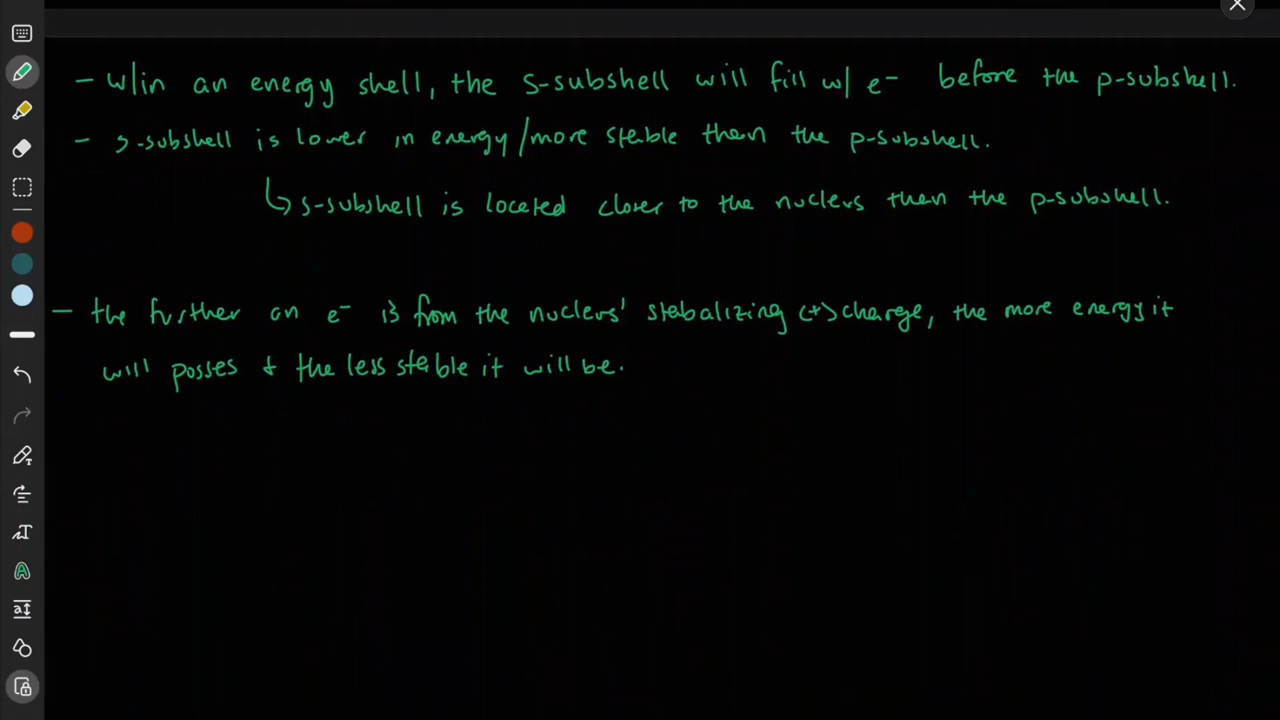 - w/in an energy shell, the s-subshell will fill w/ e⁻ before the p-subshell.
- s-subshell is lower in energy/more stable than the p-subshell.
↳ s-subshell is located closer to the nucleus than the p-subshell.
- the further an e⁻ is from the nucleus' stabalizing (+) charge, the more energy it
will posses & the less stable it will be.